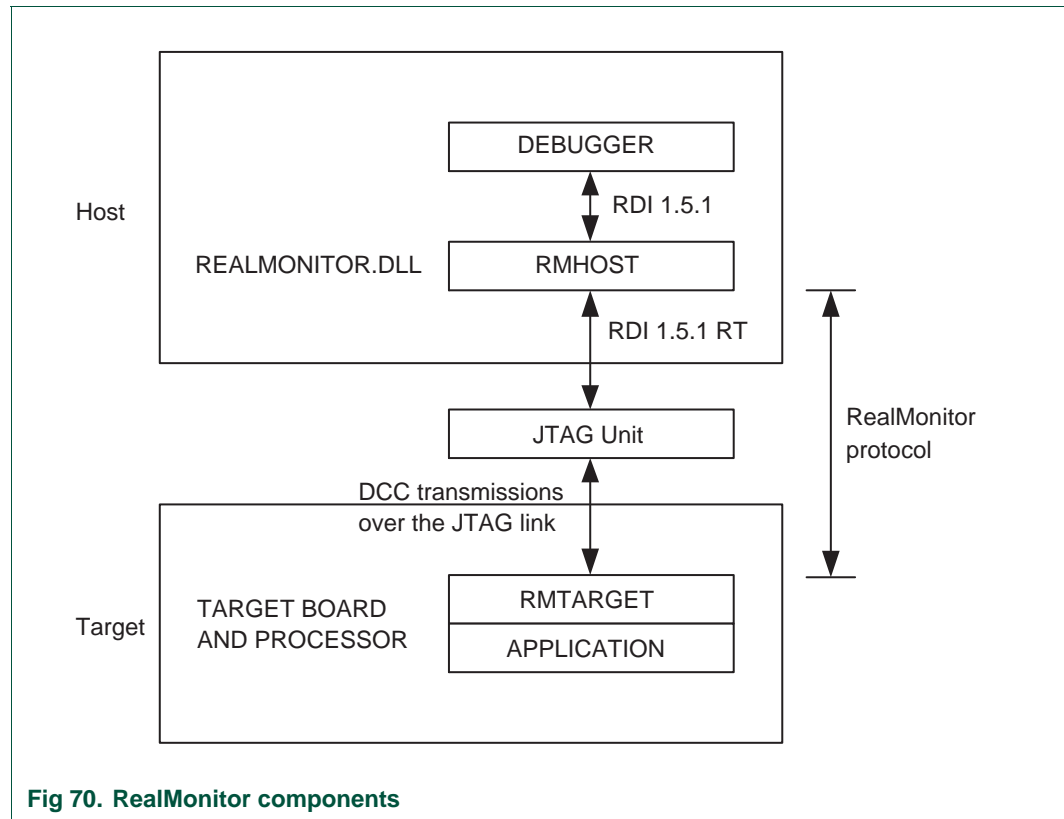 DEBUGGER
Host
RDI 1.5.1
REALMONITOR.DLL
RMHOST
RDI 1.5.1 RT
JTAG Unit
RealMonitor
protocol
DCC transmissions
over the JTAG link
Target
TARGET BOARD
AND PROCESSOR
RMTARGET
APPLICATION
Fig 70. RealMonitor components